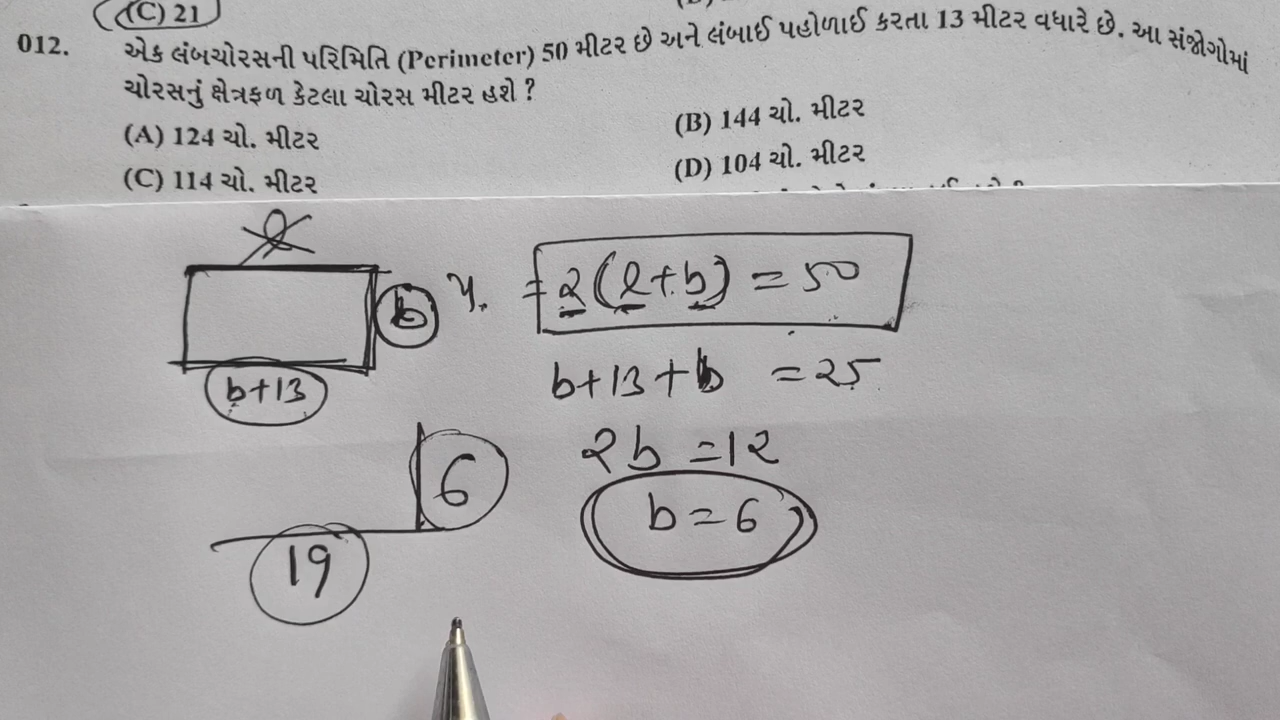 (C) 21
012. એક લંબચોરસની પરિમિતિ (Perimeter) 50 મીટર છે અને લંબાઈ પહોળાઈ કરતા 13 મીટર વધારે છે. આ સંજોગોમાં
ચોરસનું ક્ષેત્રફળ કેટલા ચોરસ મીટર હશે ?
(A) 124 ચો. મીટર
(B) 144 ચો. મીટર
(C) 114 ચો. મીટર
(D) 104 ચો. મીટર
b
b+13
પ. = 2(l+b) = 50
b+13+b = 25
2b = 12
b = 6
6
19